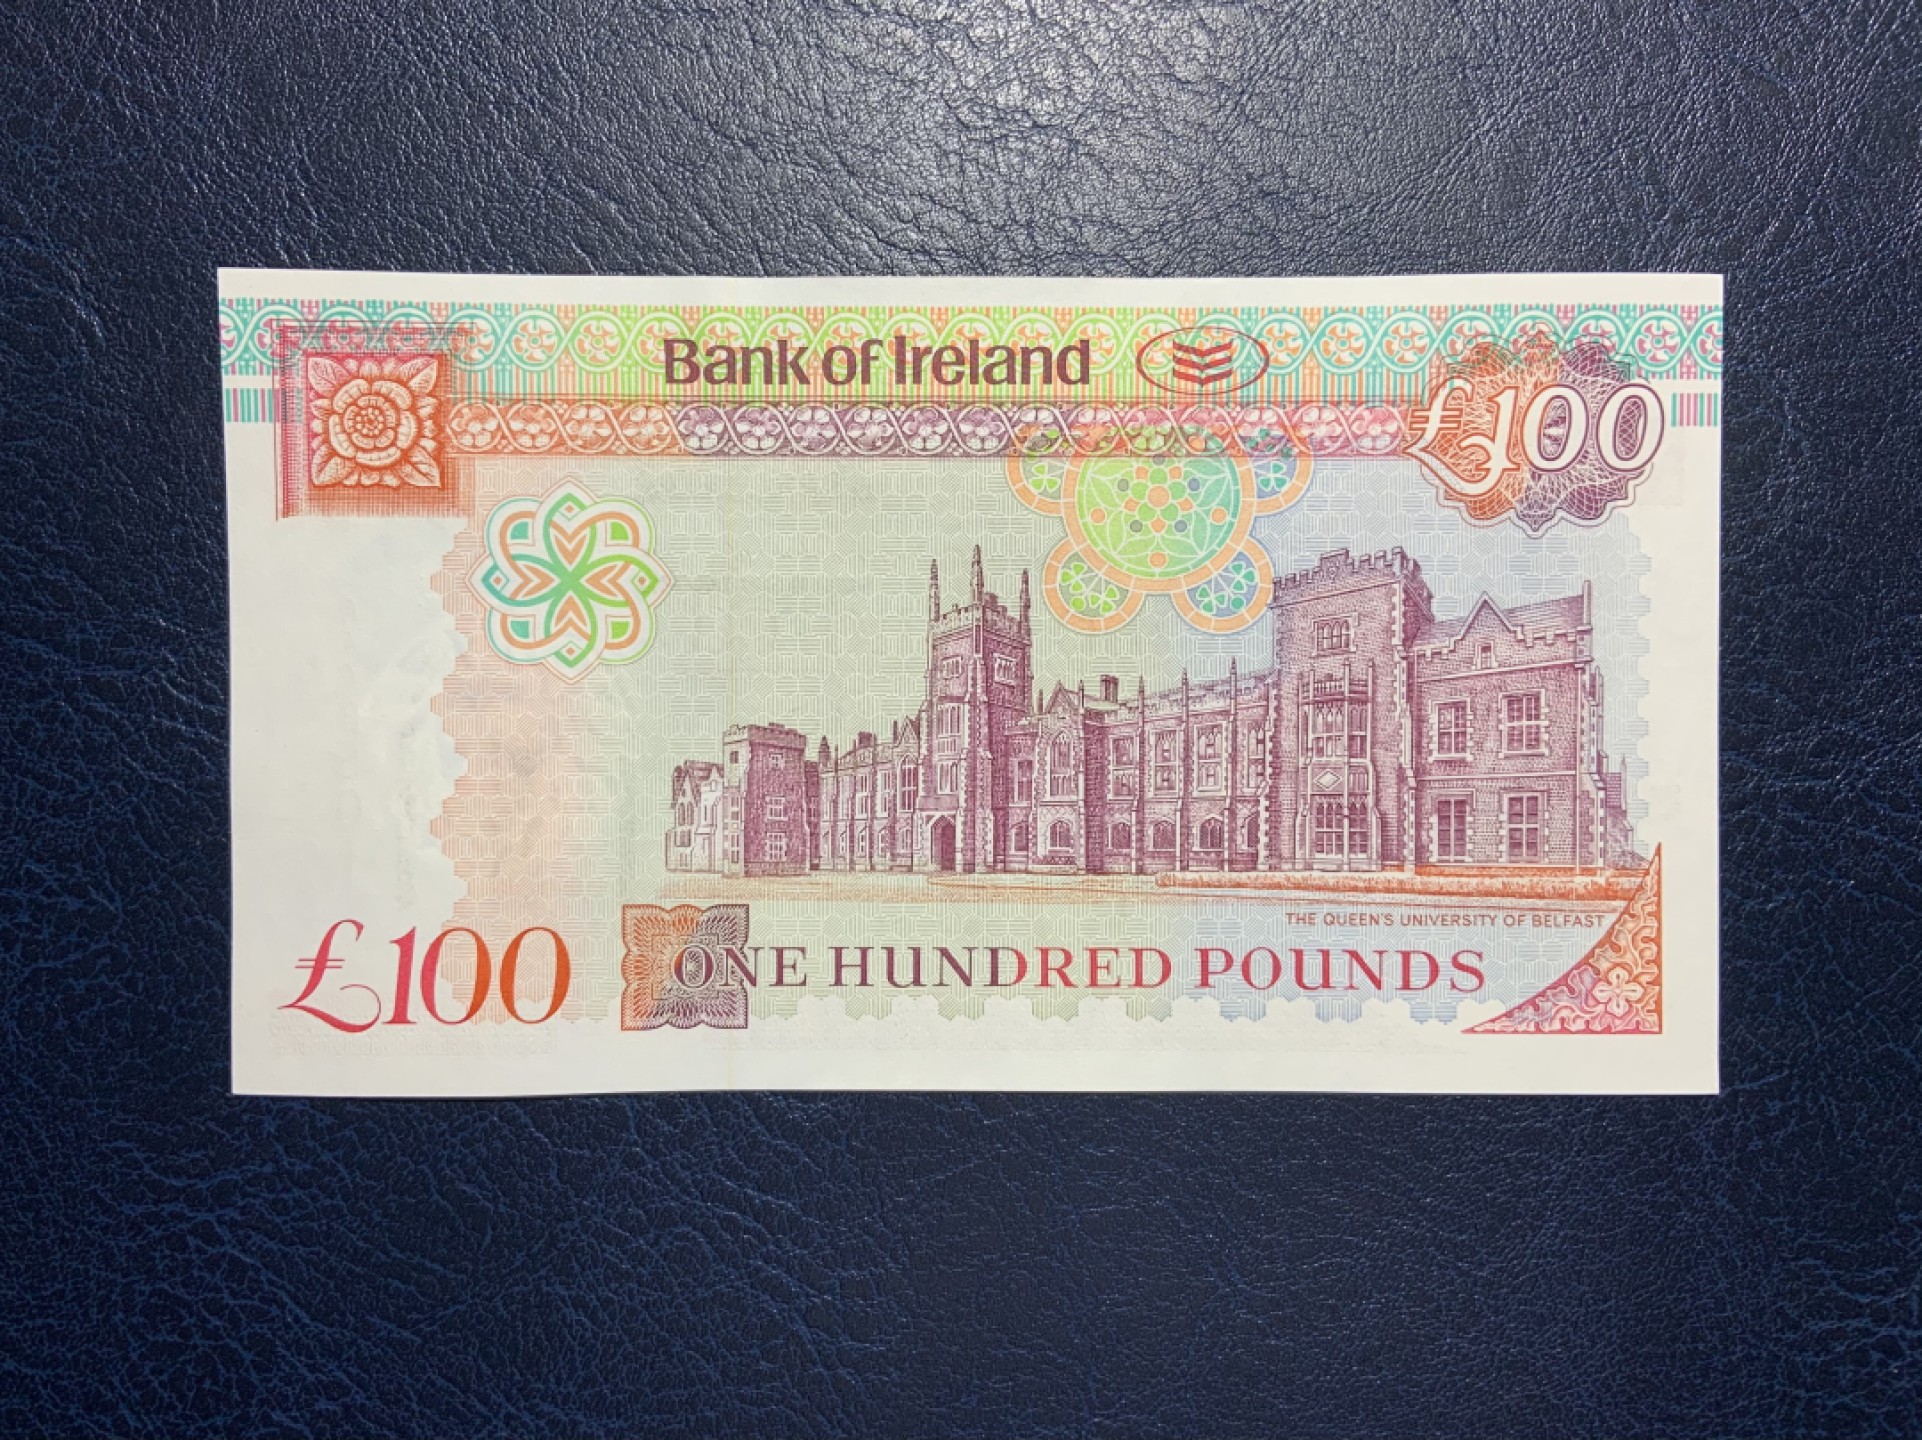 Bank of Ireland
£100
THE QUEEN'S UNIVERSITY OF BELFAST
£100
ONE HUNDRED POUNDS